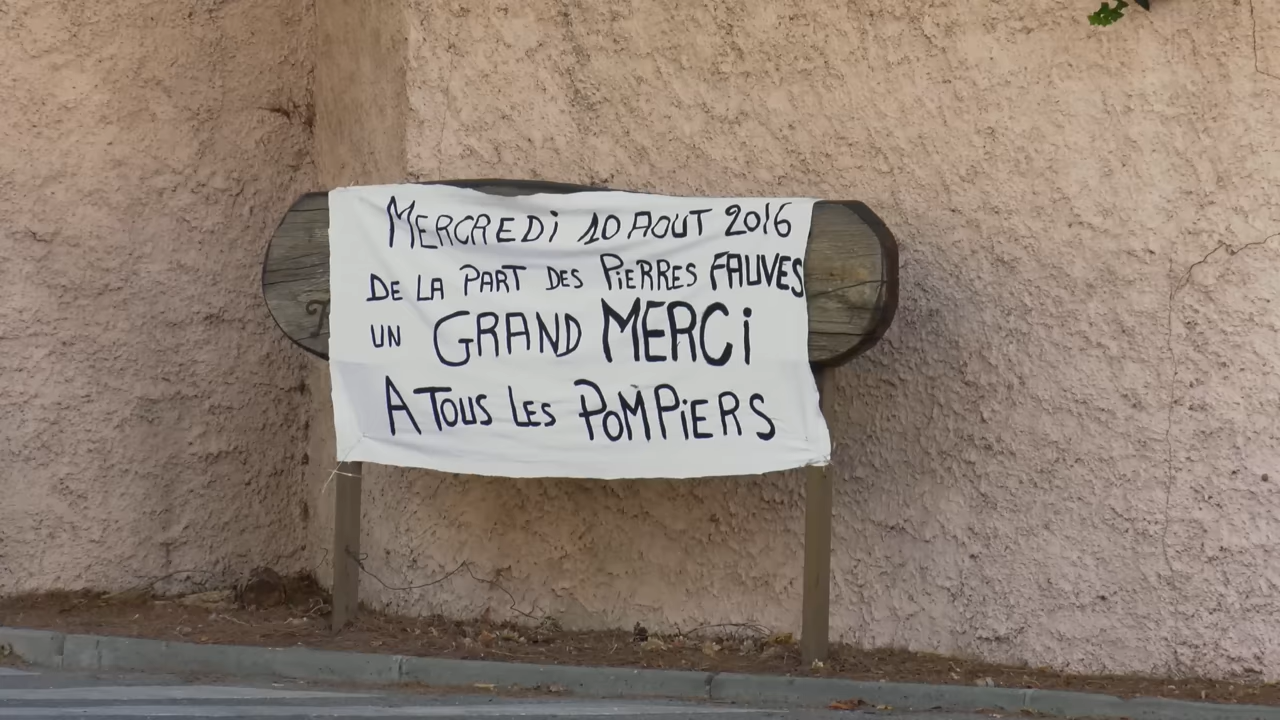 MERCREDi 10 AOUT 2016
DE LA PART DES PiERRES FAUVES
UN GRAND MERCi
A TOUS LES POMPiERS